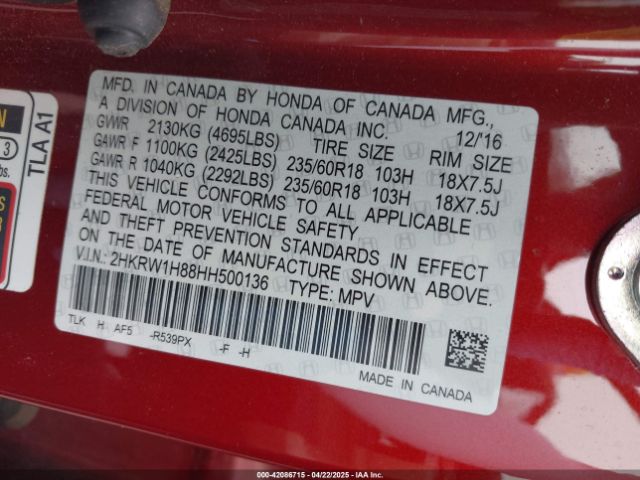 MFD. IN CANADA BY HONDA OF CANADA MFG.,
A DIVISION OF HONDA CANADA INC. 12/'16
GVWR 2130KG (4695LBS) TIRE SIZE RIM SIZE
GAWR F 1100KG (2425LBS) 235/60R18 103H 18X7.5J
GAWR R 1040KG (2292LBS) 235/60R18 103H 18X7.5J
THIS VEHICLE CONFORMS TO ALL APPLICABLE
FEDERAL MOTOR VEHICLE SAFETY
AND THEFT PREVENTION STANDARDS IN EFFECT
ON THE DATE OF MANUFACTURE SHOWN ABOVE.
V.I.N.: 2HKRW1H88HH500136 TYPE: MPV
TLK H AF5 -R539PX -F -H
MADE IN CANADA
TLA A1
3
bs.
000-42086715 - 04/22/2025 - IAA Inc.